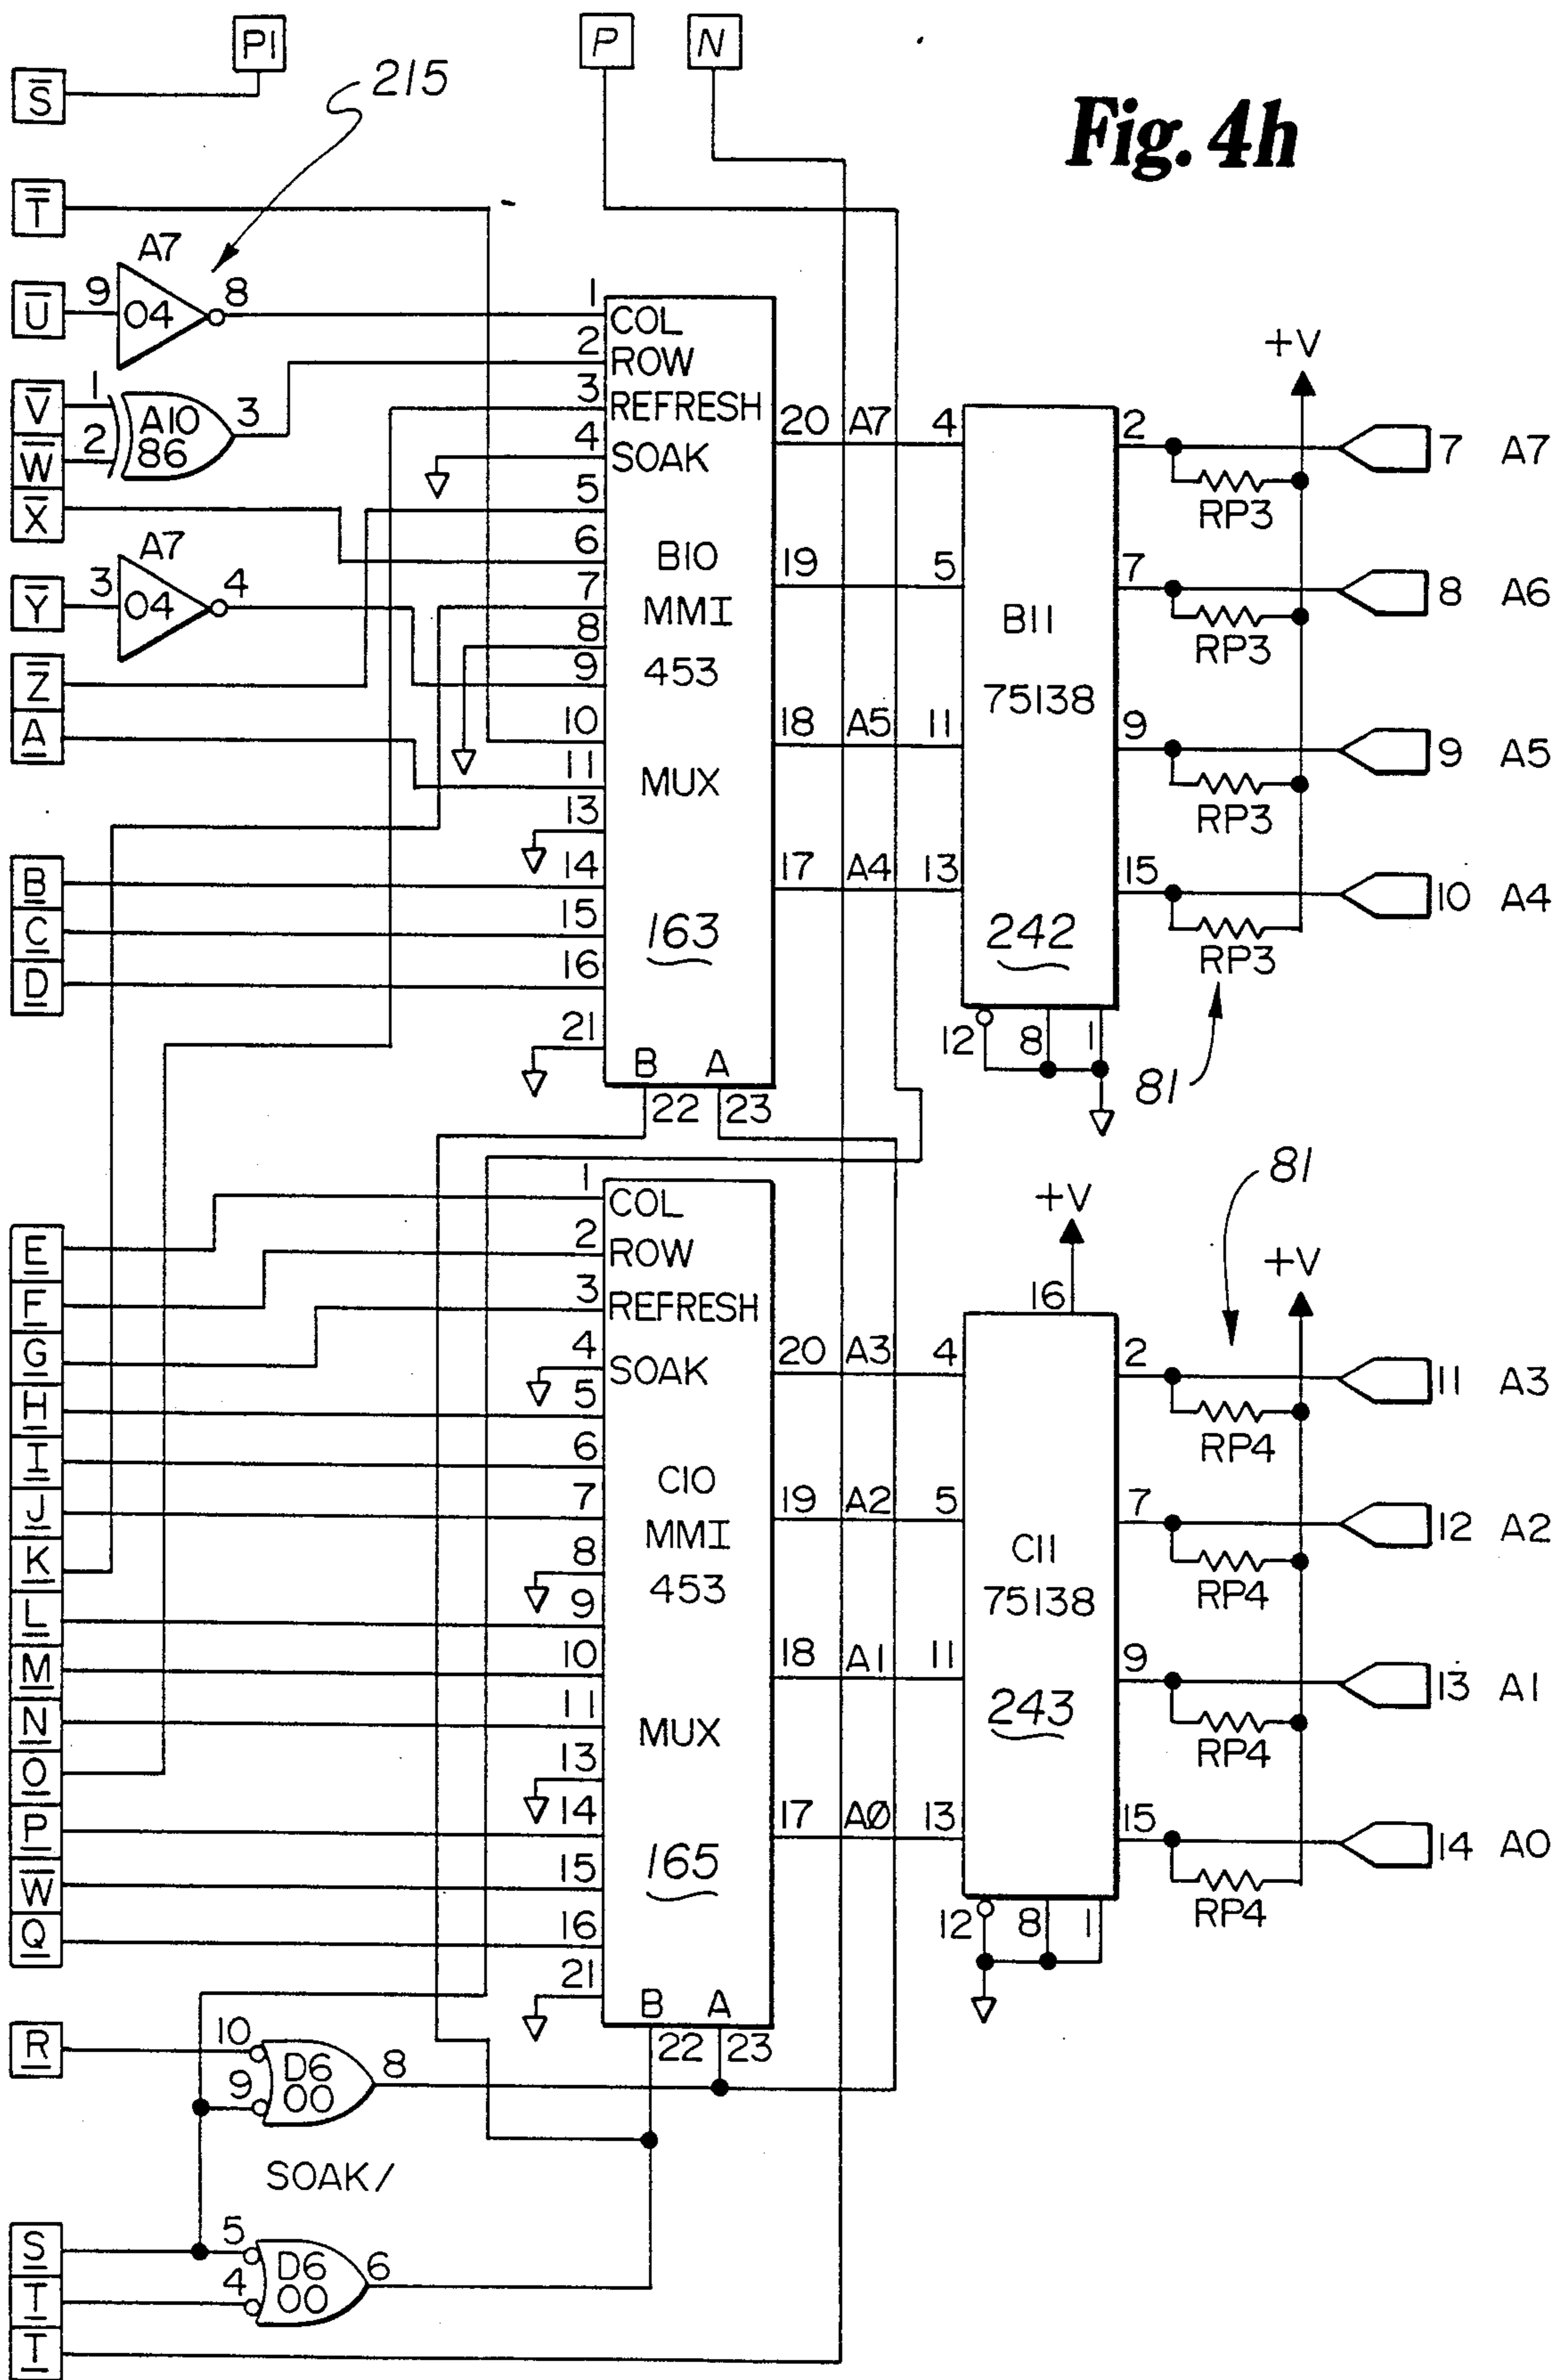 P1
P N
S̅
215
Fig. 4h
T̅
A7
U̅ 9 04 8
1 COL
2 ROW
3 REFRESH
4 SOAK
5
6
7
8
9
10
11
13
14
15
16
21
B10
MMI
453
MUX
163
B A
22 23
V̅ 1
W̅ 2
A10
86
3
X̅
A7
Y̅ 3 04 4
Z̅
A̲
B̲
C̲
D̲
20 A7 4
19 5
18 A5 11
17 A4 13
B11
75138
242
12 8 1
+V
2 7 A7
RP3
7 8 A6
RP3
9 9 A5
RP3
15 10 A4
RP3
81
E̲
F̲
G̲
H̲
I̲
J̲
K̲
L̲
M̲
N̲
O̲
P̲
W̅
Q̲
1 COL
2 ROW
3 REFRESH
4 SOAK
5
6
7
8
9
10
11
13
14
15
16
21
C10
MMI
453
MUX
165
B A
22 23
20 A3 4
19 A2 5
18 A1 11
17 AØ 13
+V
16
C11
75138
243
12 8 1
81
+V
2 11 A3
RP4
7 12 A2
RP4
9 13 A1
RP4
15 14 A0
RP4
R̲ 10
9
D6
00
8
SOAK/
S̲ 5
T̲ 4
D6
00
6
T̲